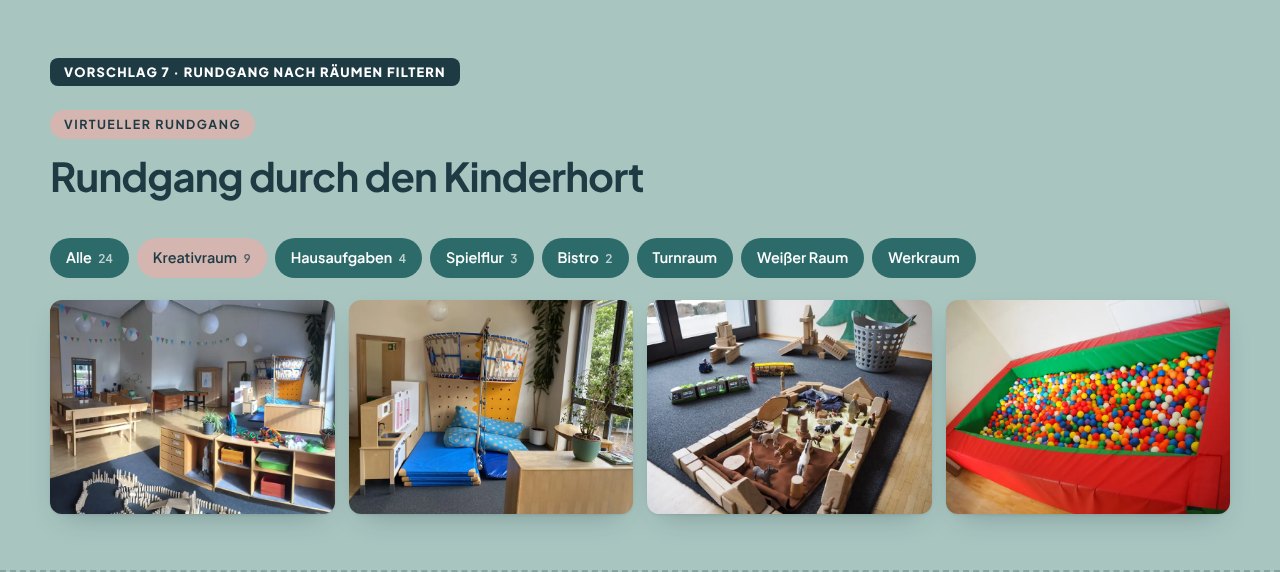 VORSCHLAG 7 · RUNDGANG NACH RÄUMEN FILTERN
VIRTUELLER RUNDGANG
Rundgang durch den Kinderhort
Alle 24 Kreativraum 9 Hausaufgaben 4 Spielflur 3 Bistro 2 Turnraum Weißer Raum Werkraum